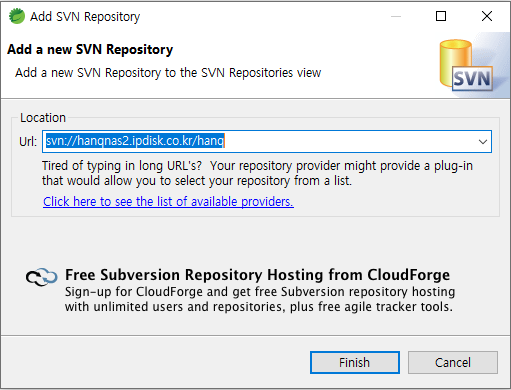 Add SVN Repository
Add a new SVN Repository
Add a new SVN Repository to the SVN Repositories view
SVN
Location
Url: svn://hanqnas2.ipdisk.co.kr/hanq
Tired of typing in long URL's? Your repository provider might provide a plug-in
that would allow you to select your repository from a list.
Click here to see the list of available providers.
Free Subversion Repository Hosting from CloudForge
Sign-up for CloudForge and get free Subversion repository hosting
with unlimited users and repositories, plus free agile tracker tools.
Finish
Cancel